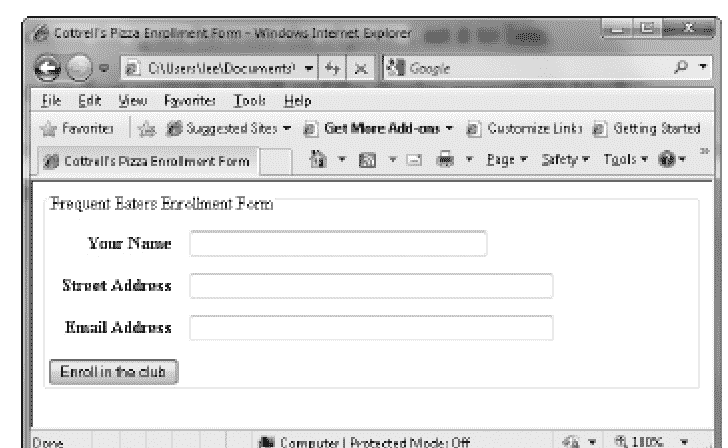 Cottrell's Pizza Enrollment Form - Windows Internet Explorer
C:\Users\lee\Documents\ Google
File Edit View Favorites Tools Help
Favorites Suggested Sites Get More Add-ons Customize Links Getting Started
Cottrell's Pizza Enrollment Form Page Safety Tools »
Frequent Eaters Enrollment Form
Your Name
Street Address
Email Address
Enroll in the club
Done Computer | Protected Mode: Off 110%